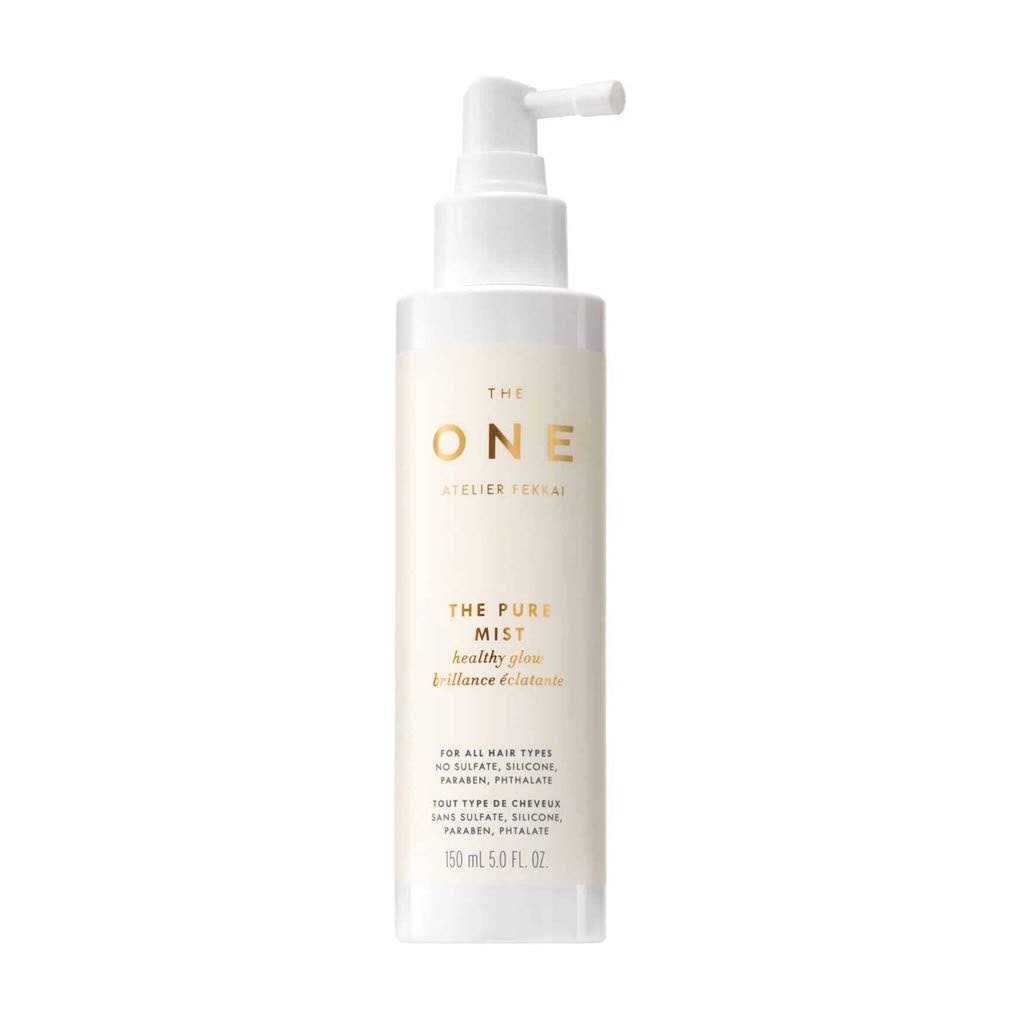 THE
ONE
ATELIER FEKKAI
THE PURE
MIST
healthy glow
brillance éclatante
FOR ALL HAIR TYPES
NO SULFATE, SILICONE,
PARABEN, PHTHALATE
TOUT TYPE DE CHEVEUX
SANS SULFATE, SILICONE,
PARABEN, PHTALATE
150 mL 5.0 FL. OZ.